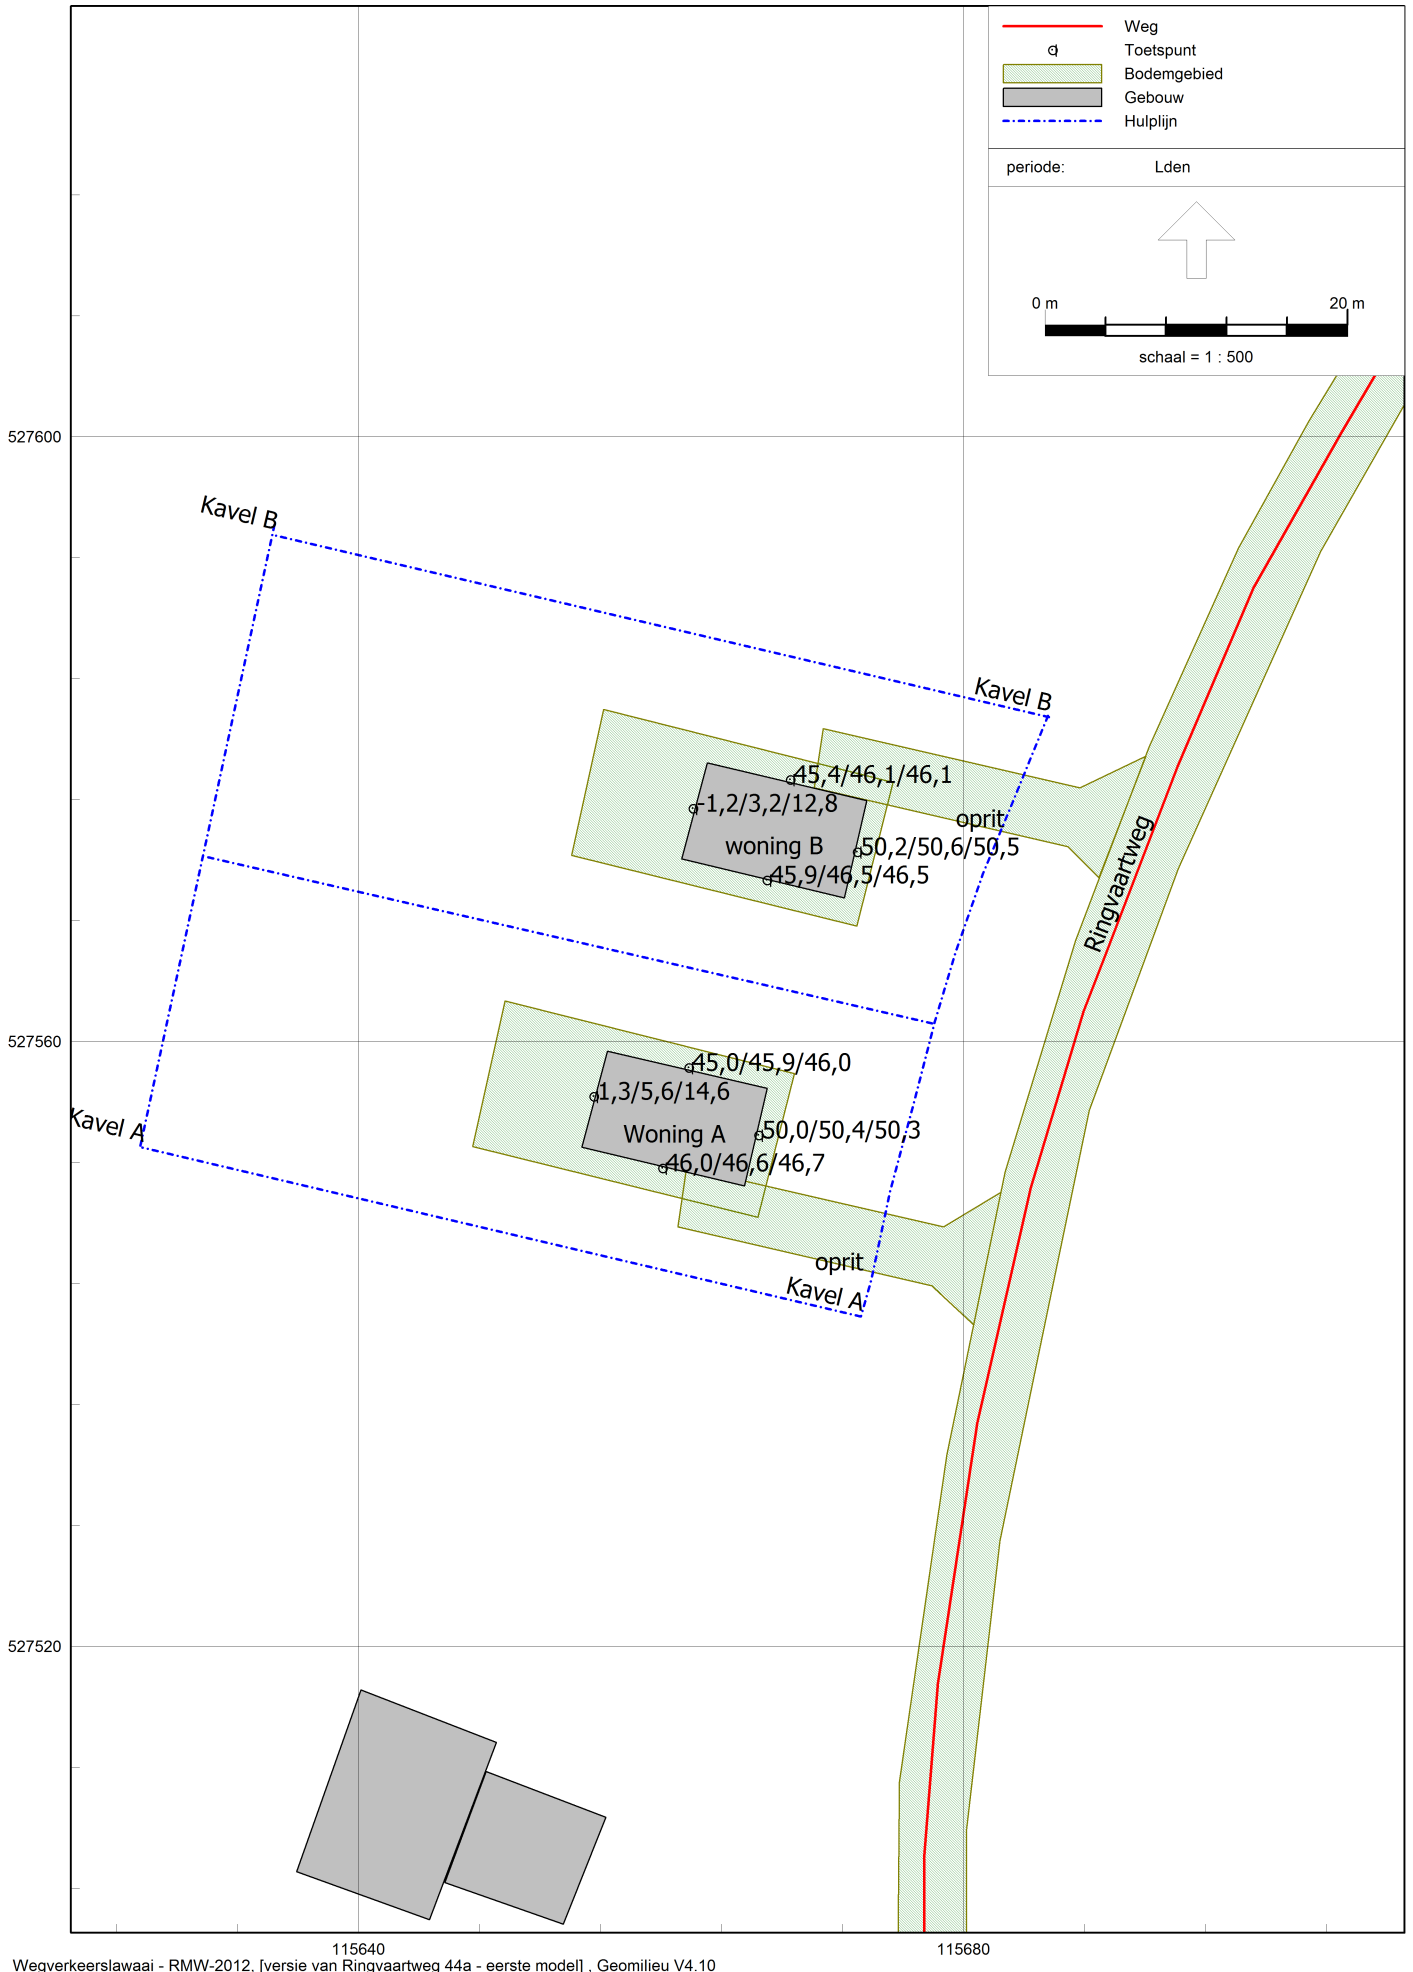 Weg
Toetspunt
Bodemgebied
Gebouw
Hulplijn
periode: Lden
0 m 20 m
schaal = 1 : 500
527600
Kavel B
Kavel B
45,4/46,1/46,1
-1,2/3,2/12,8
oprit
woning B
50,2/50,6/50,5
45,9/46,5/46,5
Ringvaartweg
527560
45,0/45,9/46,0
1,3/5,6/14,6
Kavel A
Woning A
50,0/50,4/50,3
46,0/46,6/46,7
oprit
Kavel A
527520
115640 115680
Wegverkeerslawaai - RMW-2012, [versie van Ringvaartweg 44a - eerste model] , Geomilieu V4.10